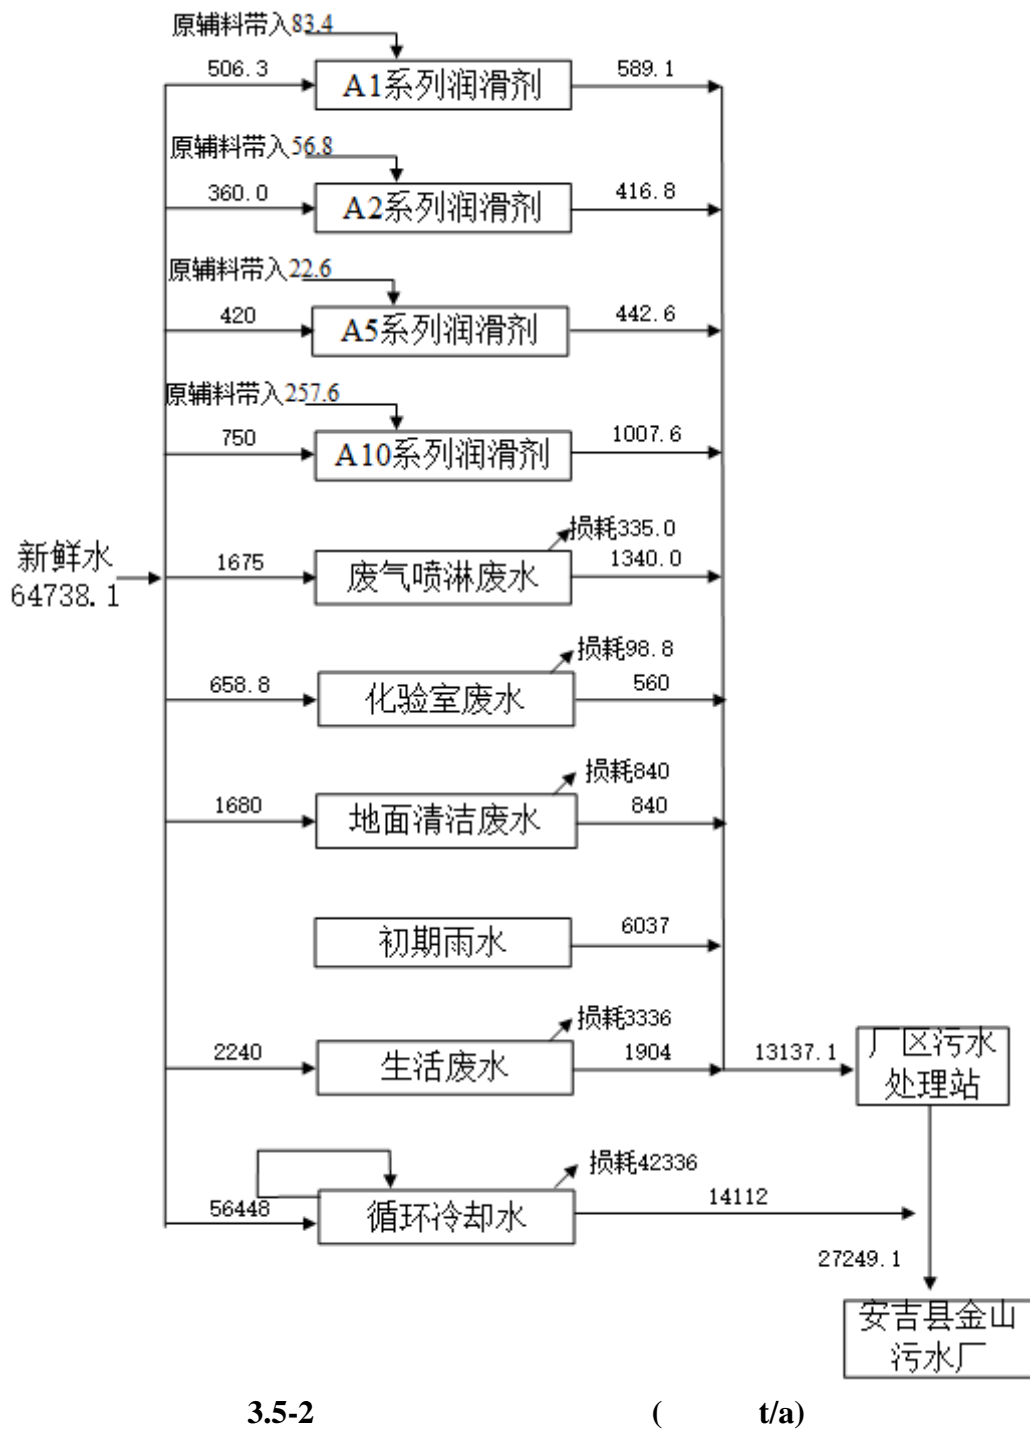 原辅料带入83.4
506.3
A1系列润滑剂
589.1
原辅料带入56.8
360.0
A2系列润滑剂
416.8
原辅料带入22.6
420
A5系列润滑剂
442.6
原辅料带入257.6
750
A10系列润滑剂
1007.6
新鲜水
64738.1
损耗335.0
1675
废气喷淋废水
1340.0
损耗98.8
658.8
化验室废水
560
损耗840
1680
地面清洁废水
840
初期雨水
6037
损耗3336
2240
生活废水
1904
13137.1
厂区污水
处理站
损耗42336
56448
循环冷却水
14112
27249.1
安吉县金山
污水厂
3.5-2 ( t/a)